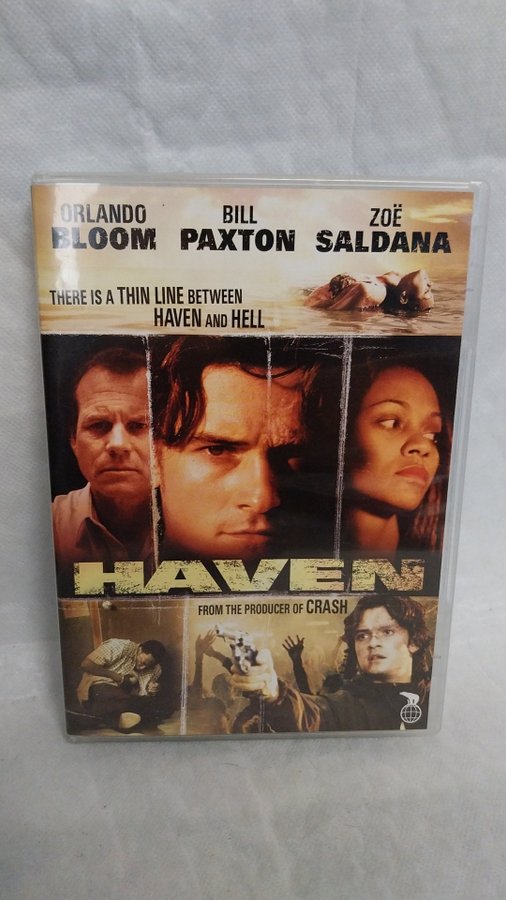 ORLANDO BLOOM
BILL PAXTON
ZOË SALDANA
THERE IS A THIN LINE BETWEEN
HAVEN AND HELL
HAVEN
FROM THE PRODUCER OF CRASH